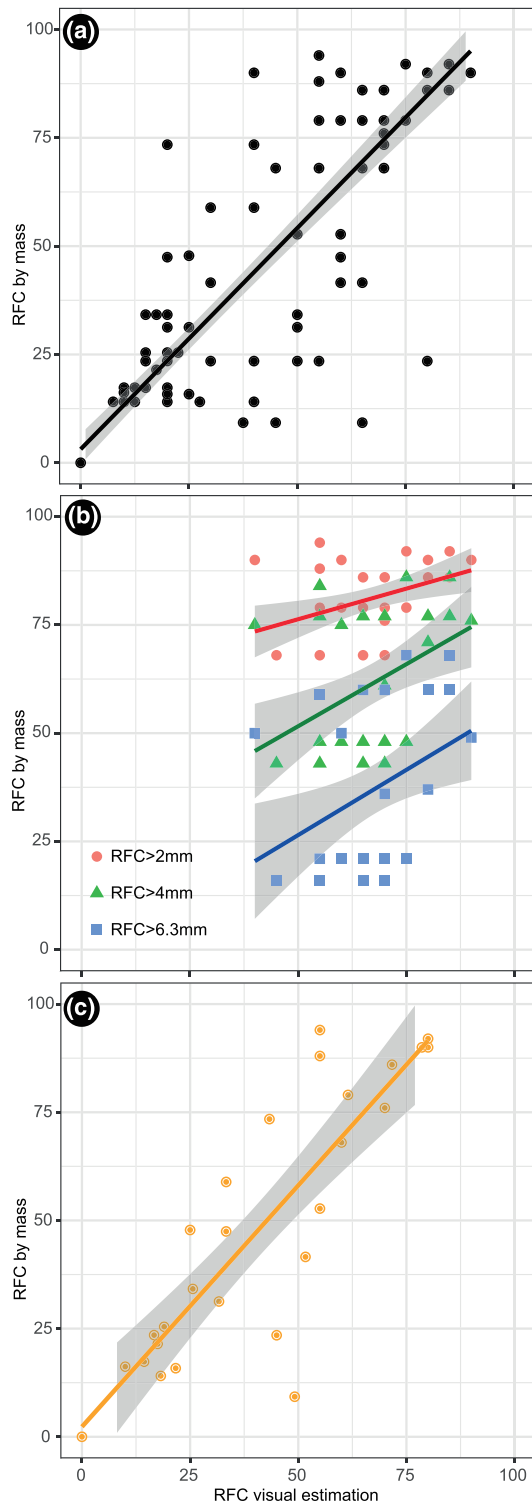 (a)
100
75
50
25
0
RFC by mass
(b)
100
75
50
25
0
RFC by mass
RFC>2mm
RFC>4mm
RFC>6.3mm
(c)
100
75
50
25
0
RFC by mass
0 25 50 75 100
RFC visual estimation